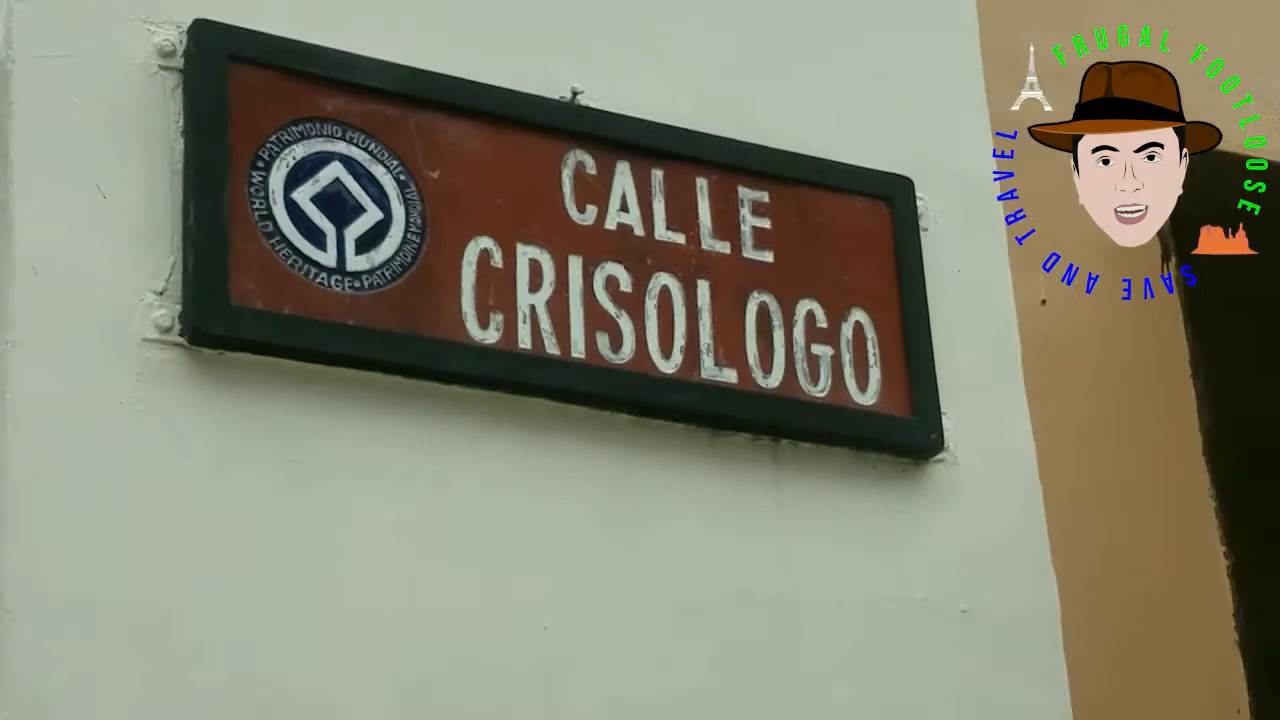 PATRIMONIO MUNDIAL • WORLD HERITAGE • PATRIMOINE MONDIAL •
CALLE
CRISOLOGO
FRUGAL FOOTLOOSE
SAVE AND TRAVEL